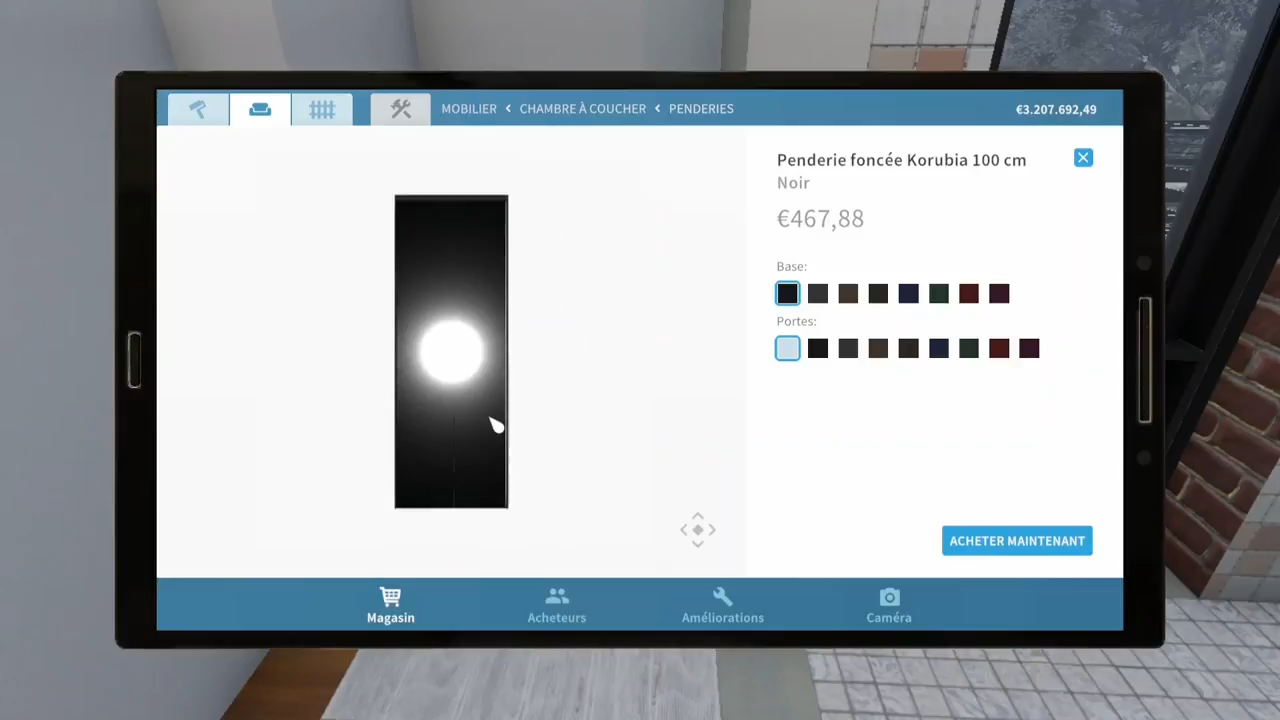 MOBILIER < CHAMBRE À COUCHER < PENDERIES
€3.207.692,49
Penderie foncée Korubia 100 cm
Noir
€467,88
Base:
Portes:
ACHETER MAINTENANT
Magasin
Acheteurs
Améliorations
Caméra